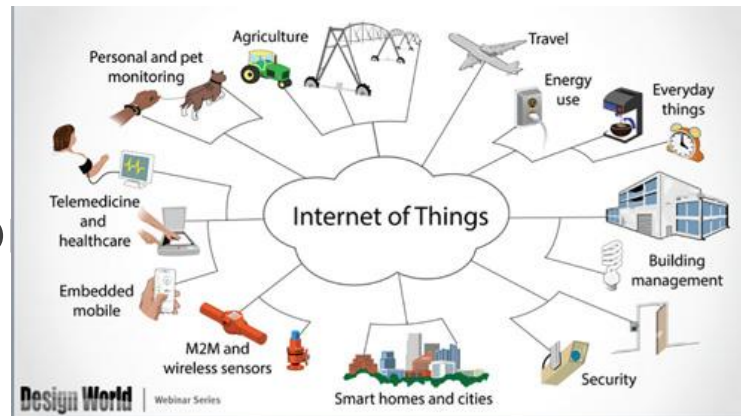 Personal and pet
monitoring
Agriculture
Travel
Energy
use
Everyday
things
Internet of Things
Telemedicine
and
healthcare
Building
management
Embedded
mobile
M2M and
wireless sensors
Smart homes and cities
Security
Design World
Webinar Series